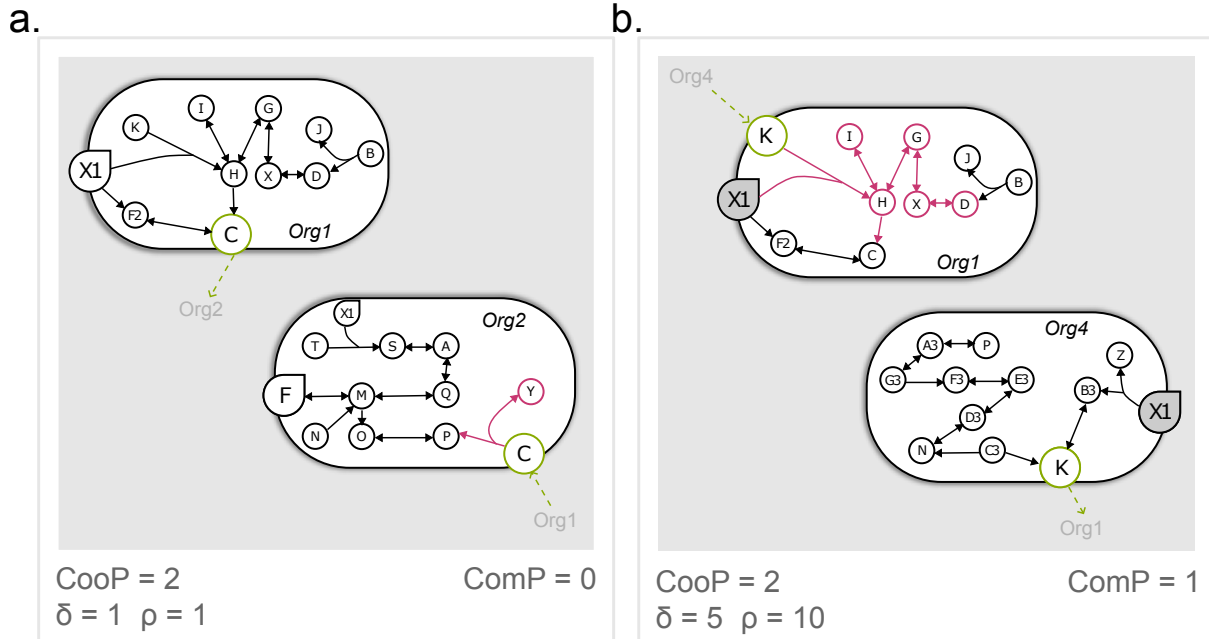 a.
I
G
K
J
B
X1
H
X
D
F2
C
Org1
Org2
X1
Org2
T
S
A
F
M
Q
Y
N
O
P
C
Org1
CooP = 2
ComP = 0
δ = 1 ρ = 1
b.
Org4
K
I
G
J
B
X1
H
X
D
F2
C
Org1
Org4
A3
P
Z
G3
F3
E3
B3
X1
D3
N
C3
K
Org1
CooP = 2
ComP = 1
δ = 5 ρ = 10